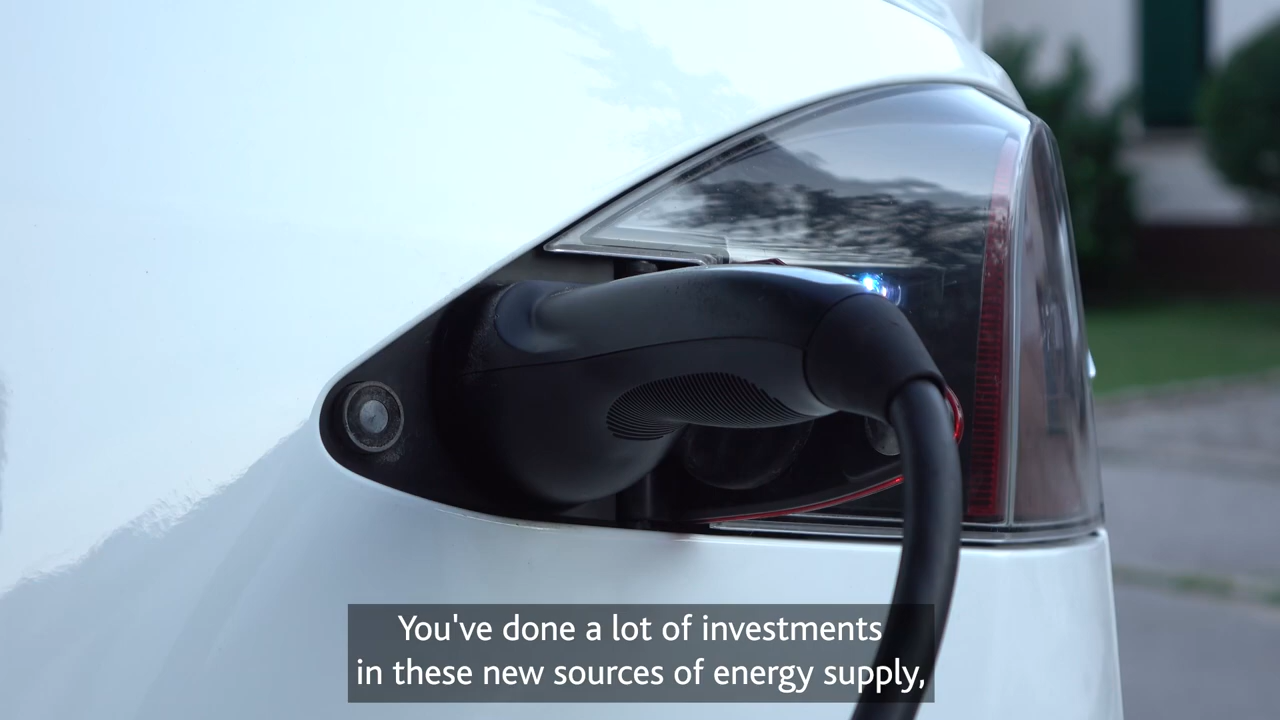 You've done a lot of investments
in these new sources of energy supply,